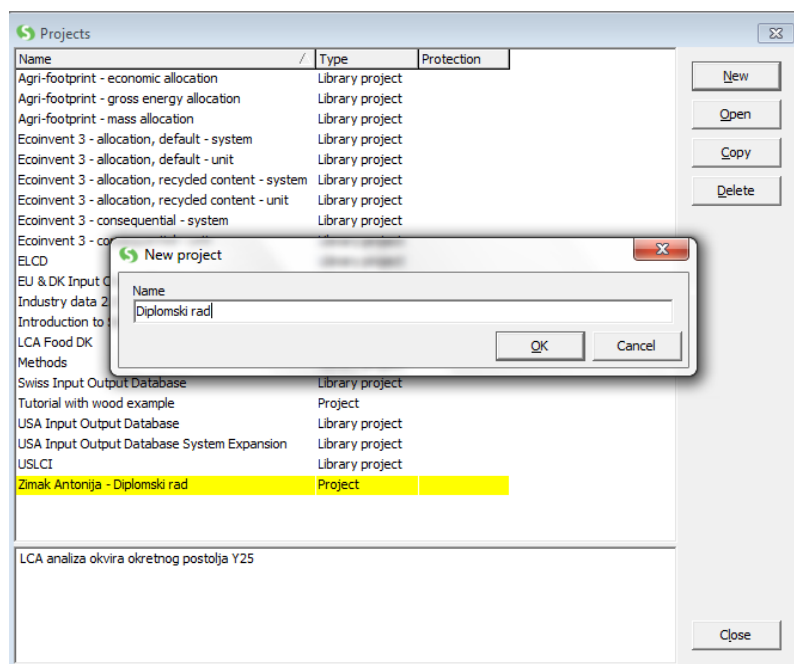 Projects
Name / Type Protection
Agri-footprint - economic allocation Library project
Agri-footprint - gross energy allocation Library project
Agri-footprint - mass allocation Library project
Ecoinvent 3 - allocation, default - system Library project
Ecoinvent 3 - allocation, default - unit Library project
Ecoinvent 3 - allocation, recycled content - system Library project
Ecoinvent 3 - allocation, recycled content - unit Library project
Ecoinvent 3 - consequential - system Library project
Ecoinvent 3 - co
ELCD
EU & DK Input
Industry data 2
Introduction to
LCA Food DK
Methods
Swiss Input Output Database Library project
Tutorial with wood example Project
USA Input Output Database Library project
USA Input Output Database System Expansion Library project
USLCI Library project
Zimak Antonija - Diplomski rad Project
LCA analiza okvira okretnog postolja Y25
New
Open
Copy
Delete
Close
New project
Name
Diplomski rad
OK Cancel